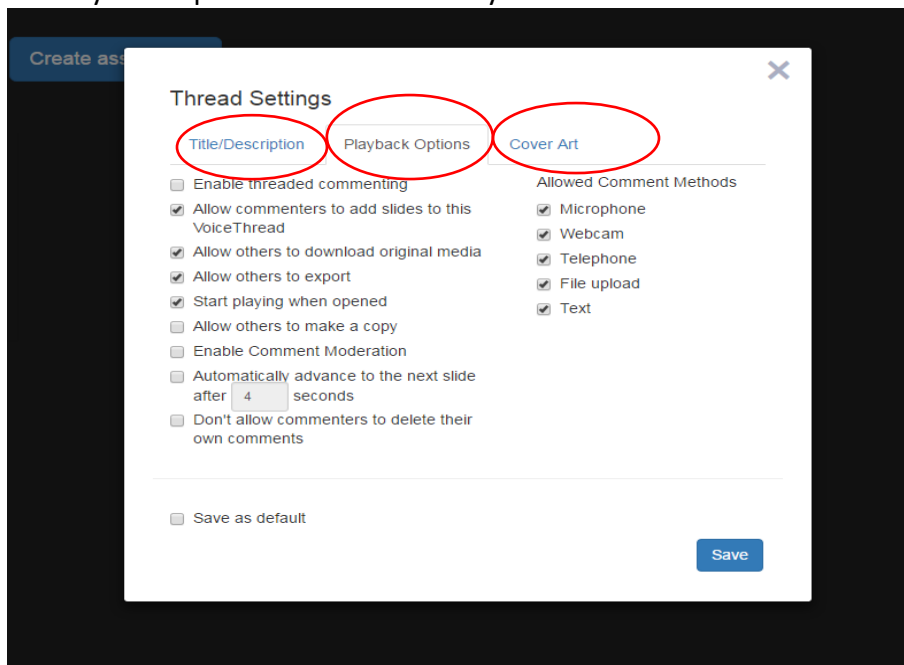 Create ass
Thread Settings
Title/Description Playback Options Cover Art
Enable threaded commenting
Allow commenters to add slides to this
VoiceThread
Allow others to download original media
Allow others to export
Start playing when opened
Allow others to make a copy
Enable Comment Moderation
Automatically advance to the next slide
after 4 seconds
Don't allow commenters to delete their
own comments
Allowed Comment Methods
Microphone
Webcam
Telephone
File upload
Text
Save as default
Save